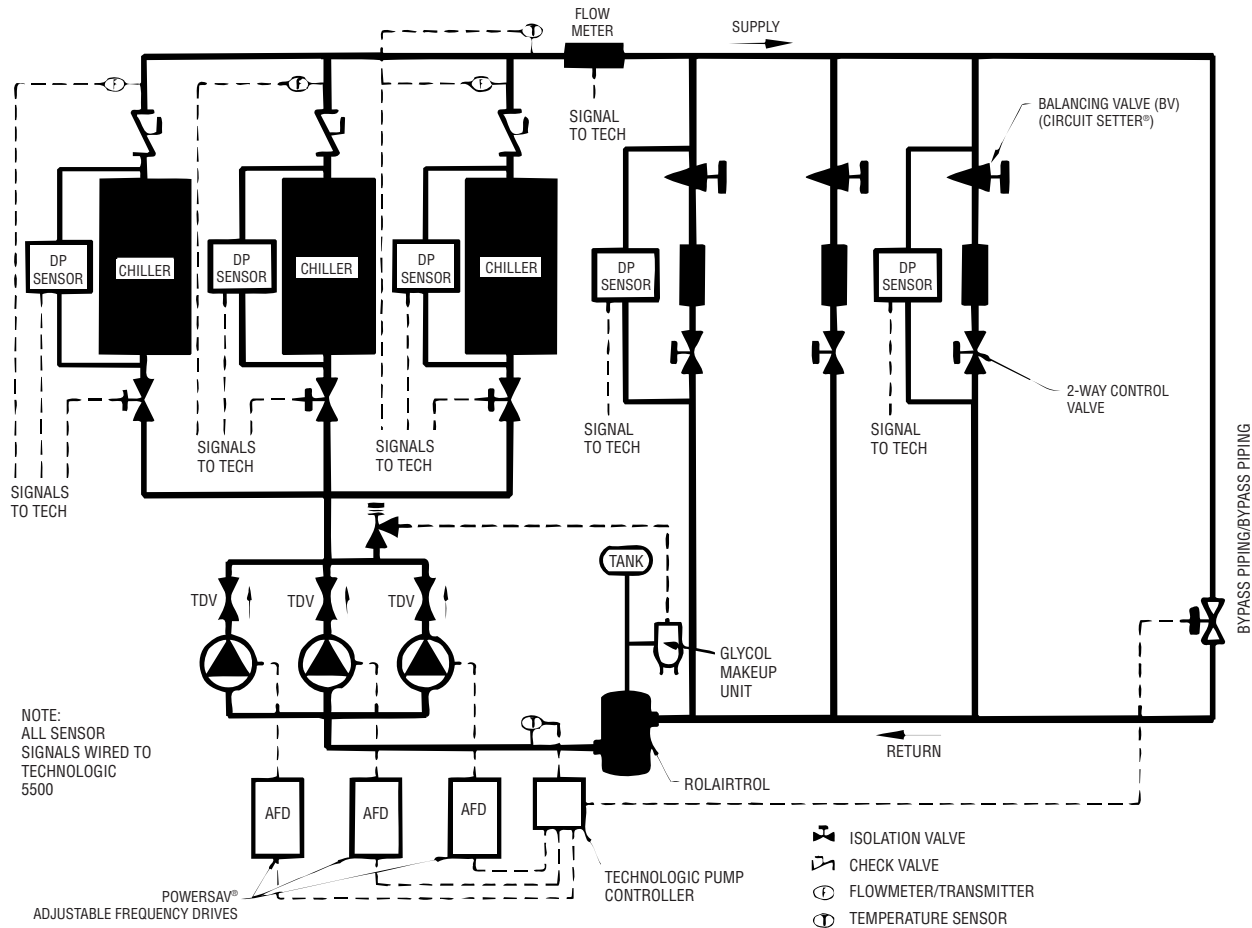 FLOW
METER
SUPPLY
T
F
F
F
SIGNAL
TO TECH
BALANCING VALVE (BV)
(CIRCUIT SETTER®)
DP
SENSOR
CHILLER
DP
SENSOR
CHILLER
DP
SENSOR
CHILLER
DP
SENSOR
DP
SENSOR
2-WAY CONTROL
VALVE
SIGNALS
TO TECH
SIGNALS
TO TECH
SIGNALS
TO TECH
SIGNAL
TO TECH
SIGNAL
TO TECH
BYPASS PIPING/BYPASS PIPING
TANK
TDV
TDV
TDV
GLYCOL
MAKEUP
UNIT
NOTE:
ALL SENSOR
SIGNALS WIRED TO
TECHNOLOGIC
5500
T
RETURN
ROLAIRTROL
AFD
AFD
AFD
TECHNOLOGIC PUMP
CONTROLLER
POWERSAV®
ADJUSTABLE FREQUENCY DRIVES
ISOLATION VALVE
CHECK VALVE
F FLOWMETER/TRANSMITTER
T TEMPERATURE SENSOR